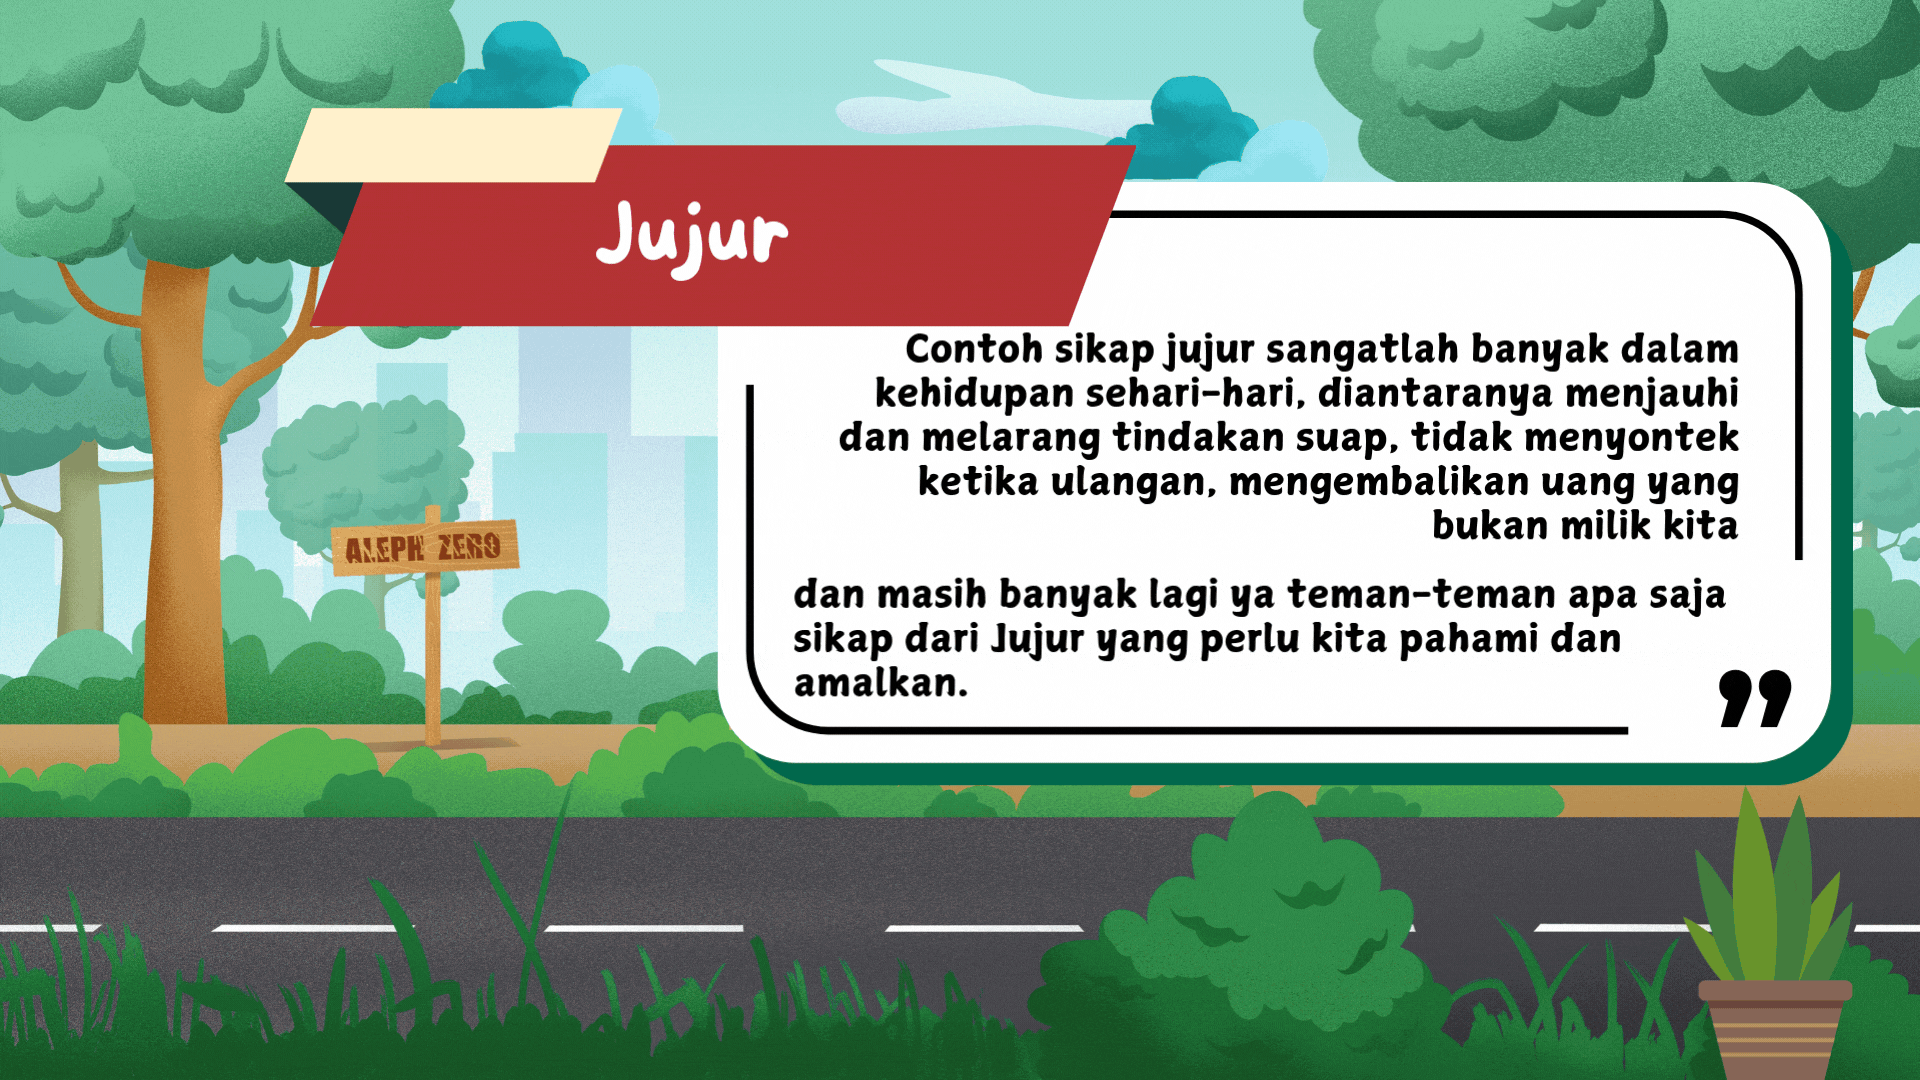 Jujur
Contoh sikap jujur sangatlah banyak dalam
kehidupan sehari-hari, diantaranya menjauhi
dan melarang tindakan suap, tidak menyontek
ketika ulangan, mengembalikan uang yang
bukan milik kita
dan masih banyak lagi ya teman-teman apa saja
sikap dari Jujur yang perlu kita pahami dan
amalkan.
ALEPH ZERO